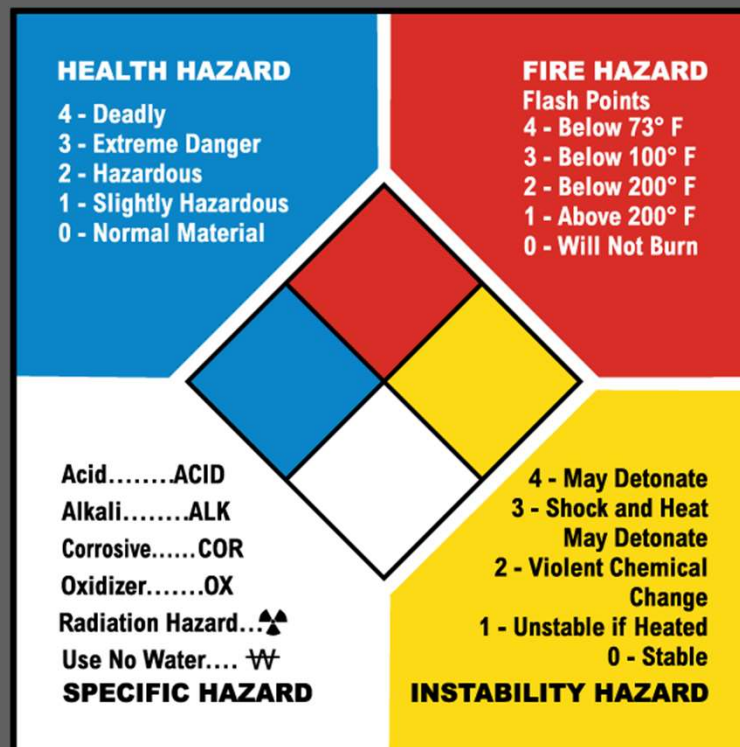 HEALTH HAZARD
4 - Deadly
3 - Extreme Danger
2 - Hazardous
1 - Slightly Hazardous
0 - Normal Material
FIRE HAZARD
Flash Points
4 - Below 73° F
3 - Below 100° F
2 - Below 200° F
1 - Above 200° F
0 - Will Not Burn
Acid........ACID
Alkali........ALK
Corrosive......COR
Oxidizer.......OX
Radiation Hazard...☢
Use No Water.... W̶
SPECIFIC HAZARD
4 - May Detonate
3 - Shock and Heat
May Detonate
2 - Violent Chemical
Change
1 - Unstable if Heated
0 - Stable
INSTABILITY HAZARD